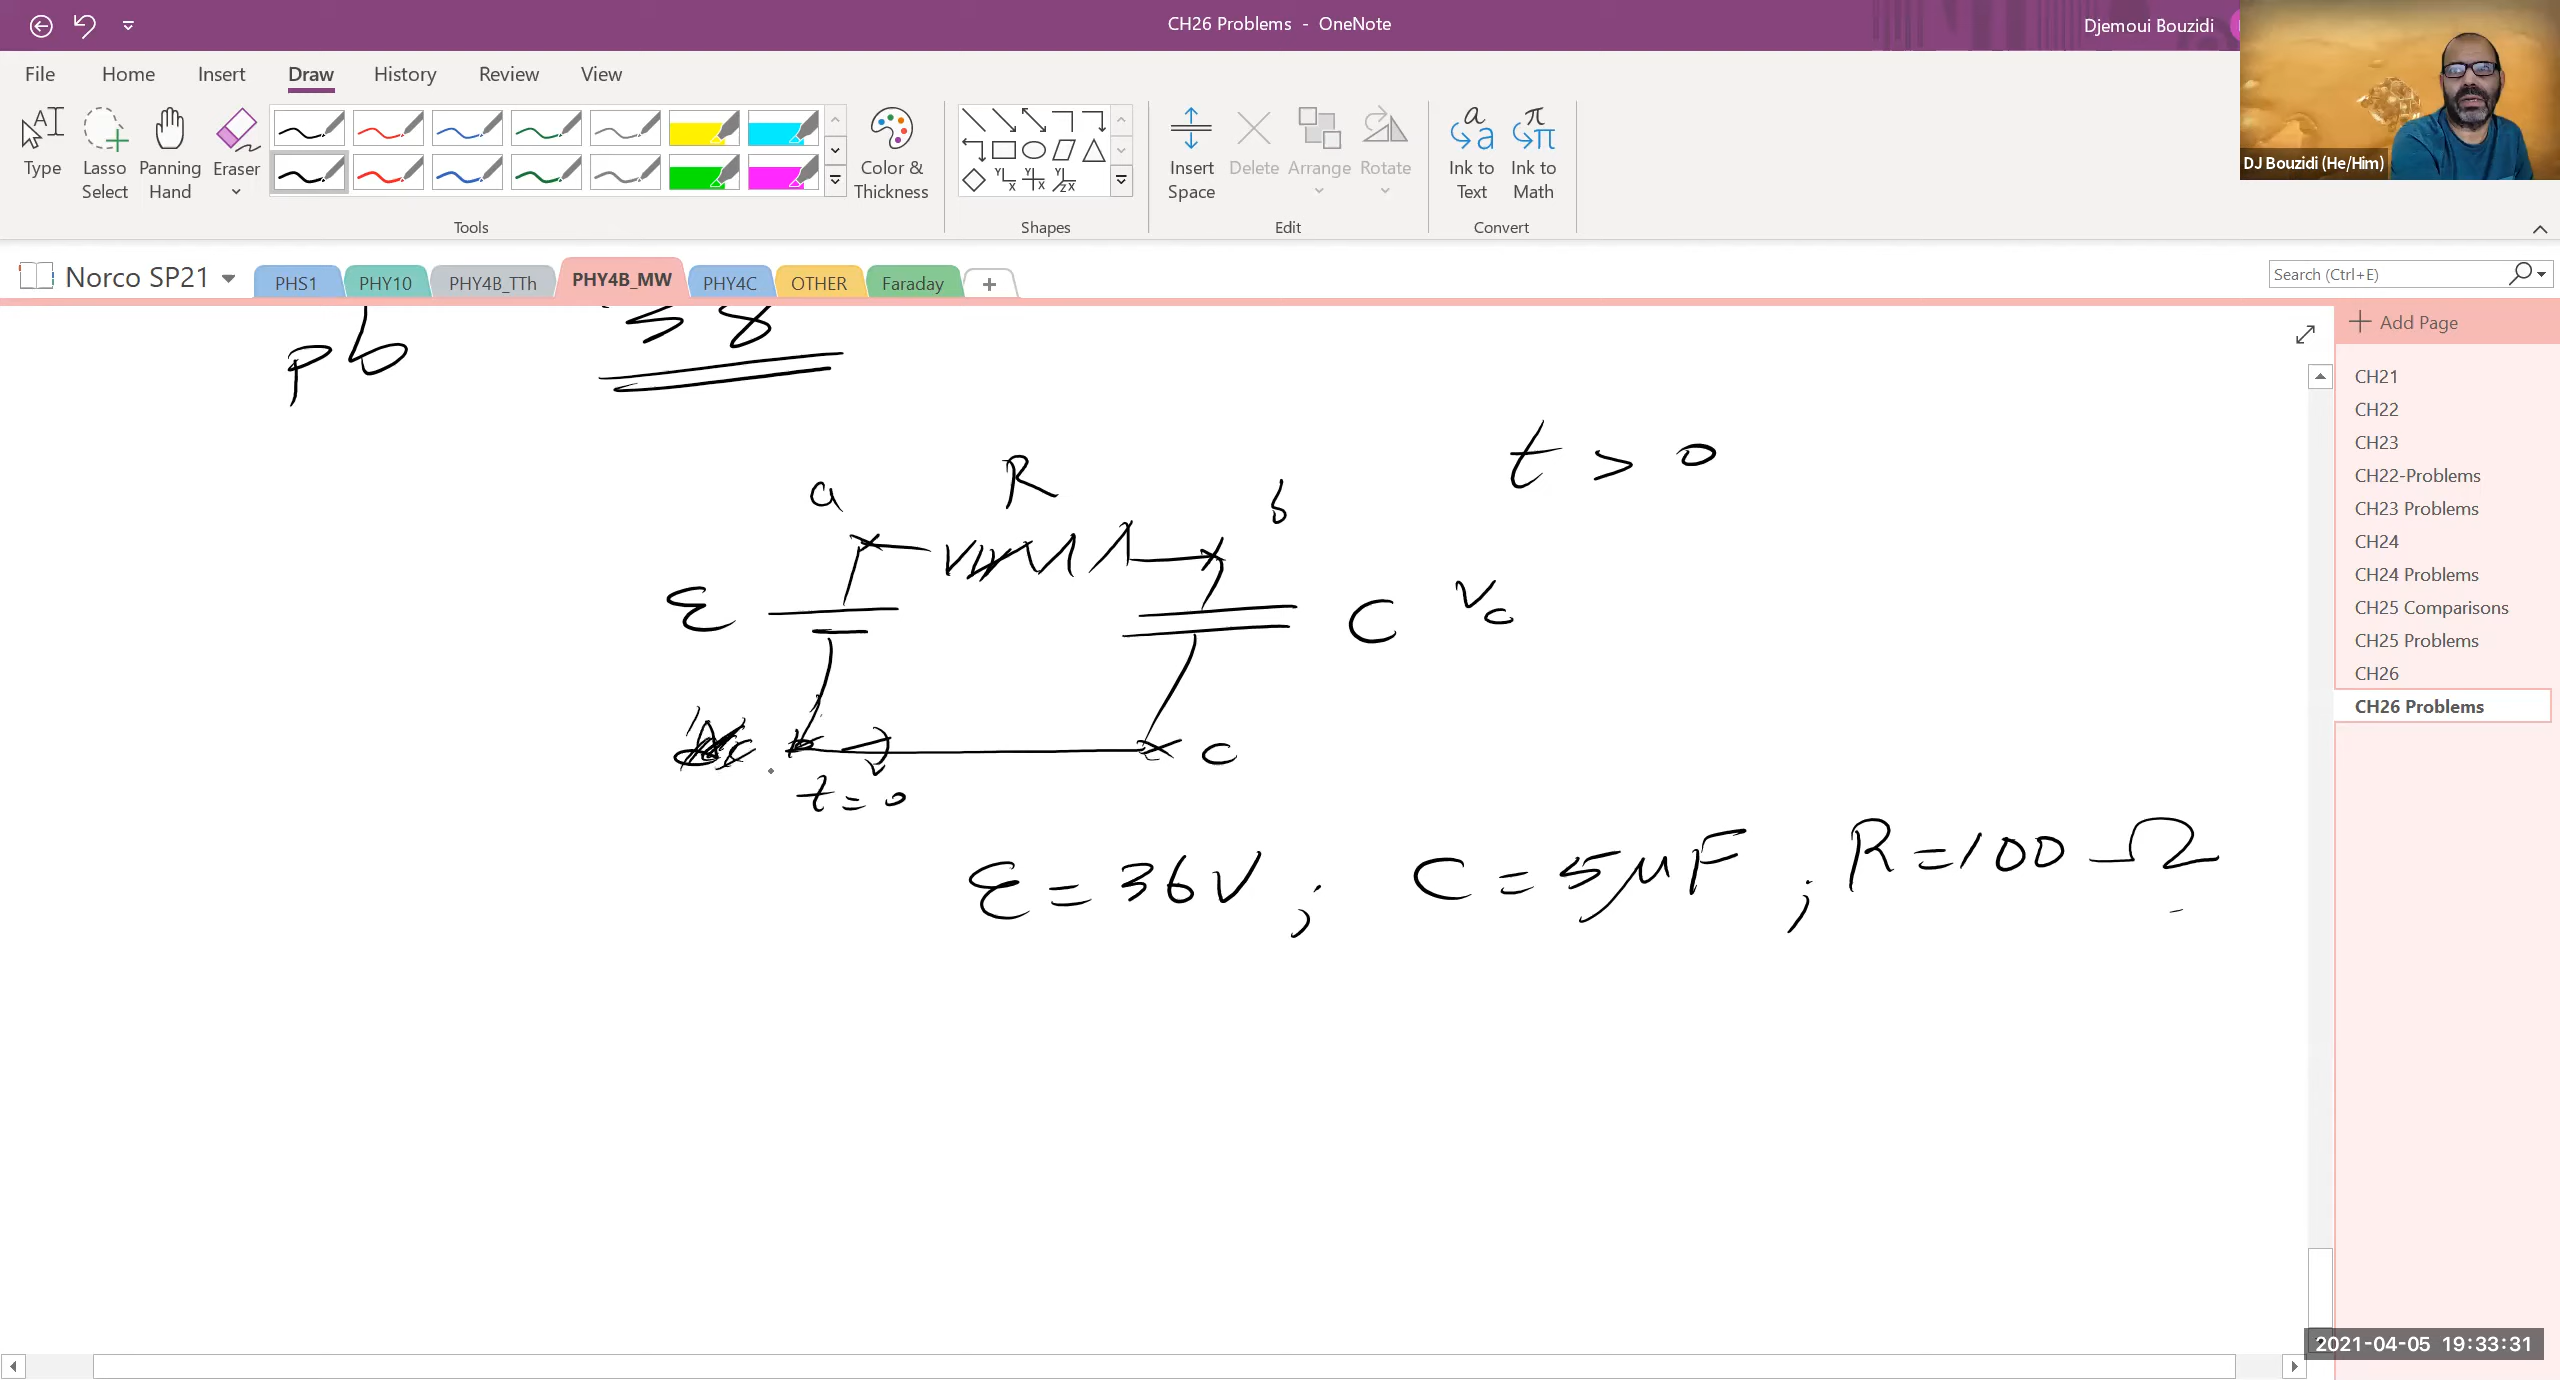 CH26 Problems - OneNote
Djemoui Bouzidi
File Home Insert Draw History Review View
Type
Lasso Select
Panning Hand
Eraser
Color & Thickness
Insert Space
Delete
Arrange
Rotate
Ink to Text
Ink to Math
Tools
Shapes
Edit
Convert
DJ Bouzidi (He/Him)
Norco SP21
PHS1 PHY10 PHY4B_TTh PHY4B_MW PHY4C OTHER Faraday +
Search (Ctrl+E)
pb 58
t > 0
a R b
ε C Vc
c
t = 0
ε = 36V ; C = 5μF ; R = 100 Ω
Add Page
CH21
CH22
CH23
CH22-Problems
CH23 Problems
CH24
CH24 Problems
CH25 Comparisons
CH25 Problems
CH26
CH26 Problems
2021-04-05 19:33:31